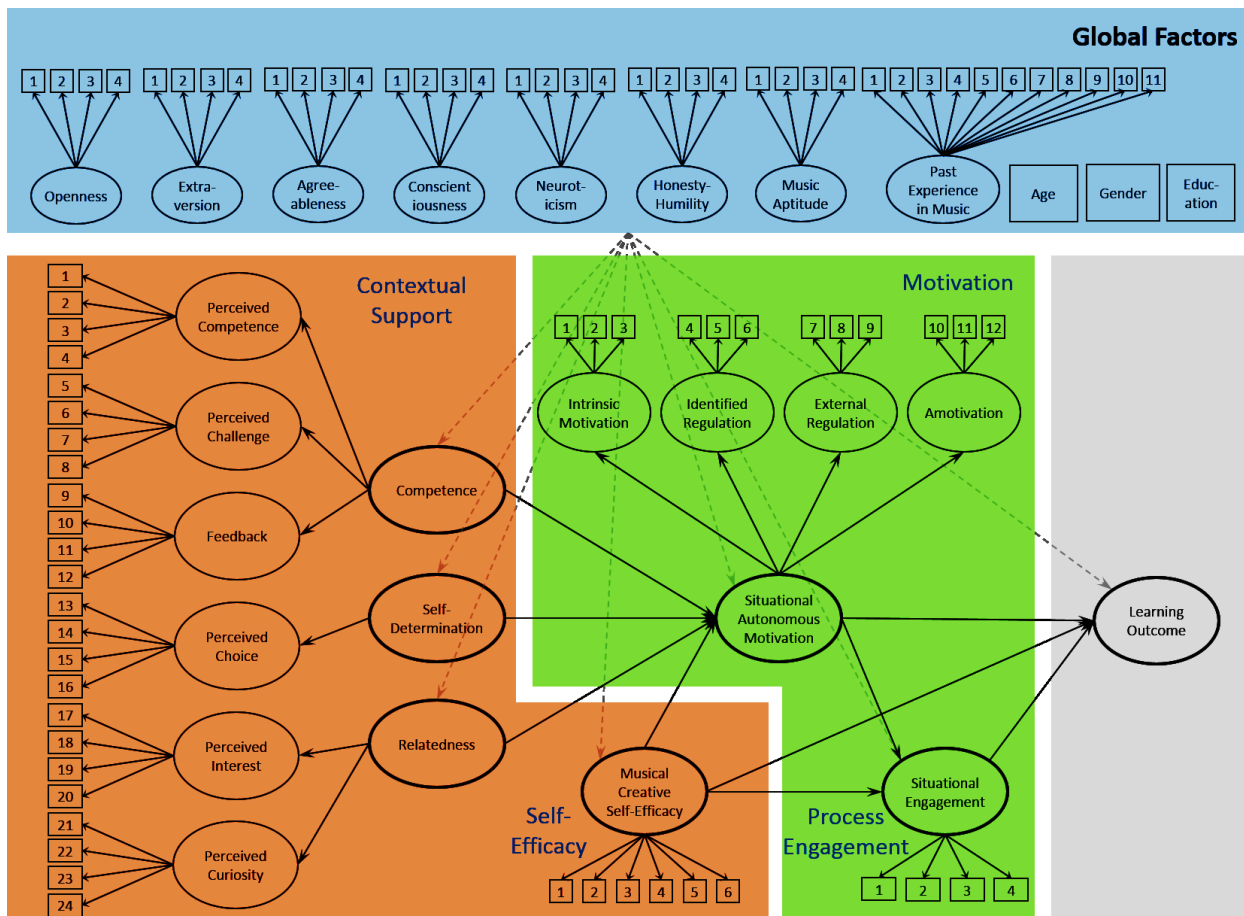 Global Factors
1 2 3 4
1 2 3 4
1 2 3 4
1 2 3 4
1 2 3 4
1 2 3 4
1 2 3 4
1 2 3 4 5 6 7 8 9 10 11
Openness
Extra-
version
Agree-
ableness
Conscient
iousness
Neurot-
icism
Honesty-
Humility
Music
Aptitude
Past
Experience
in Music
Age
Gender
Educ-
ation
Contextual
Support
1
2
3
4
Perceived
Competence
5
6
7
8
Perceived
Challenge
9
10
11
12
Feedback
13
14
15
16
Perceived
Choice
17
18
19
20
Perceived
Interest
21
22
23
24
Perceived
Curiosity
Competence
Self-
Determination
Relatedness
Motivation
1 2 3
4 5 6
7 8 9
10 11 12
Intrinsic
Motivation
Identified
Regulation
External
Regulation
Amotivation
Situational
Autonomous
Motivation
Learning
Outcome
Musical
Creative
Self-Efficacy
Self-
Efficacy
1 2 3 4 5 6
Situational
Engagement
Process
Engagement
1 2 3 4